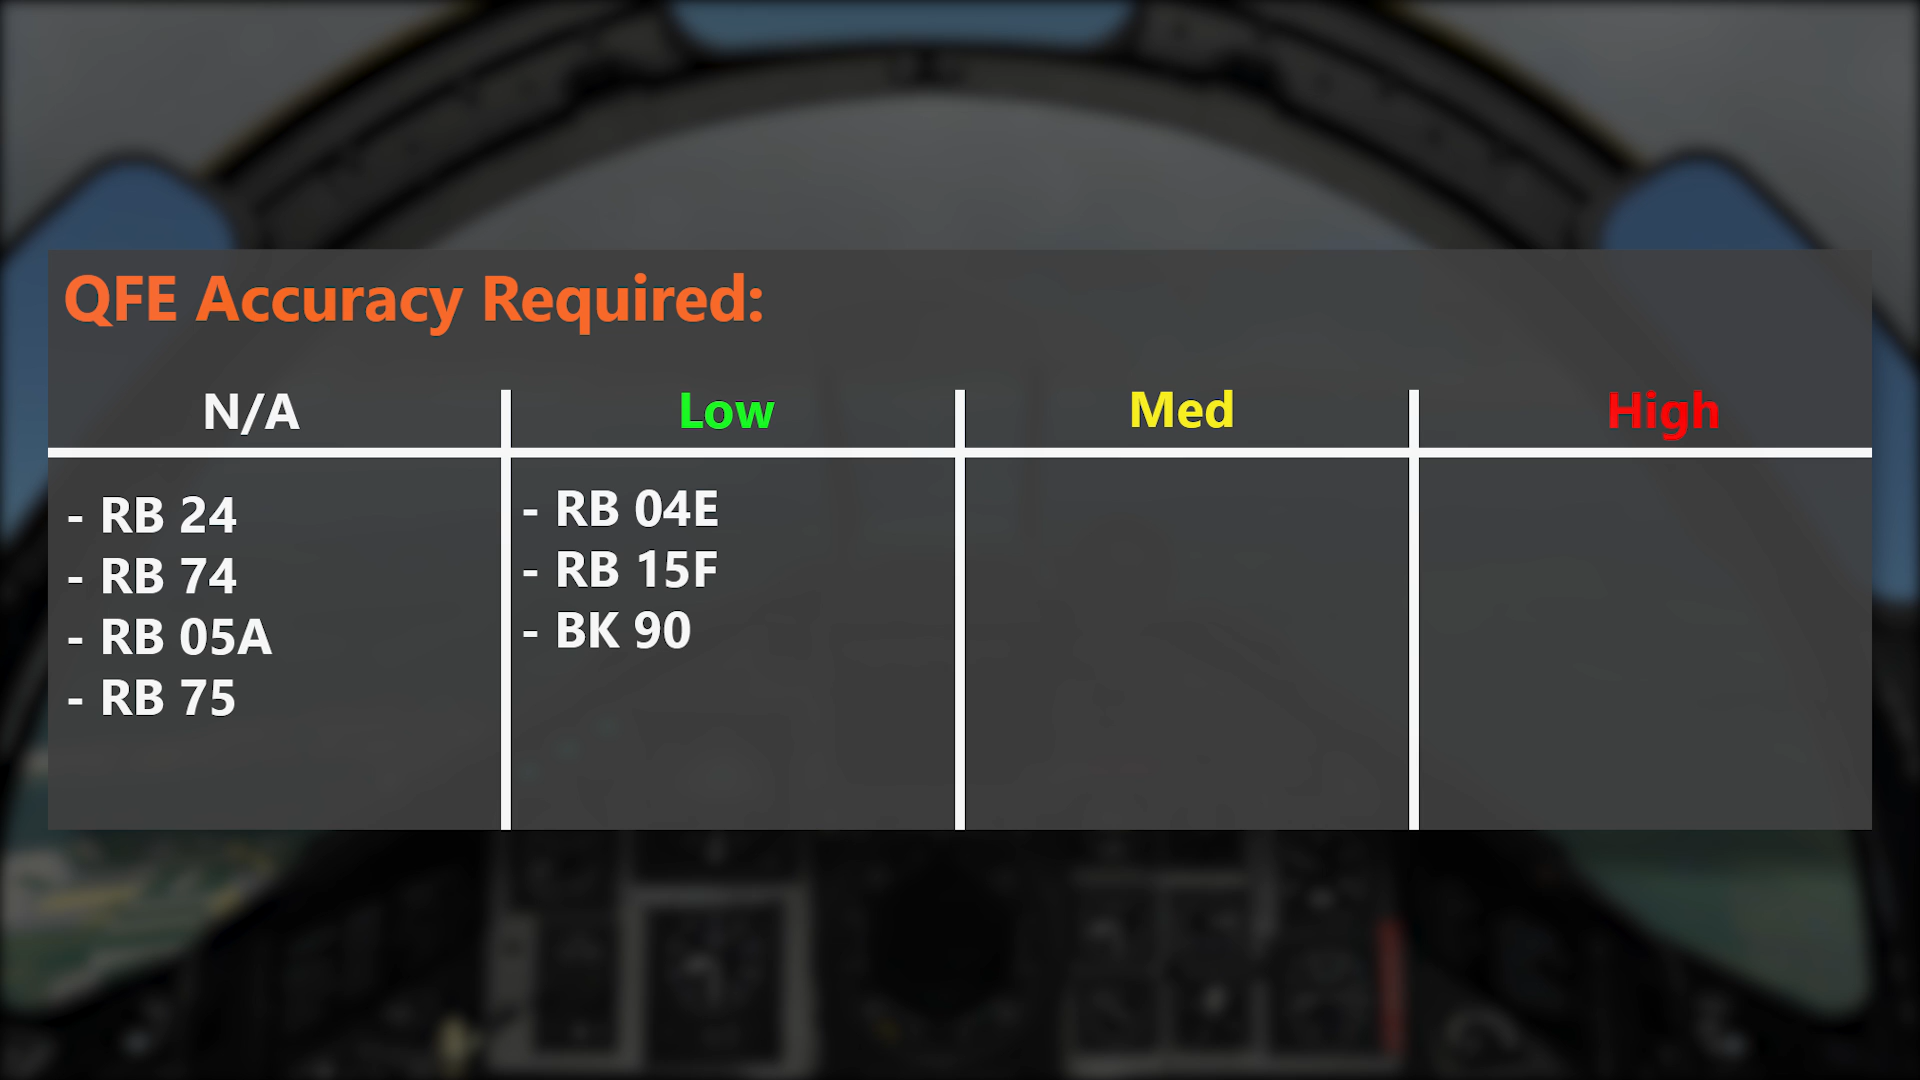 QFE Accuracy Required:
N/A Low Med High
- RB 24
- RB 74
- RB 05A
- RB 75
- RB 04E
- RB 15F
- BK 90